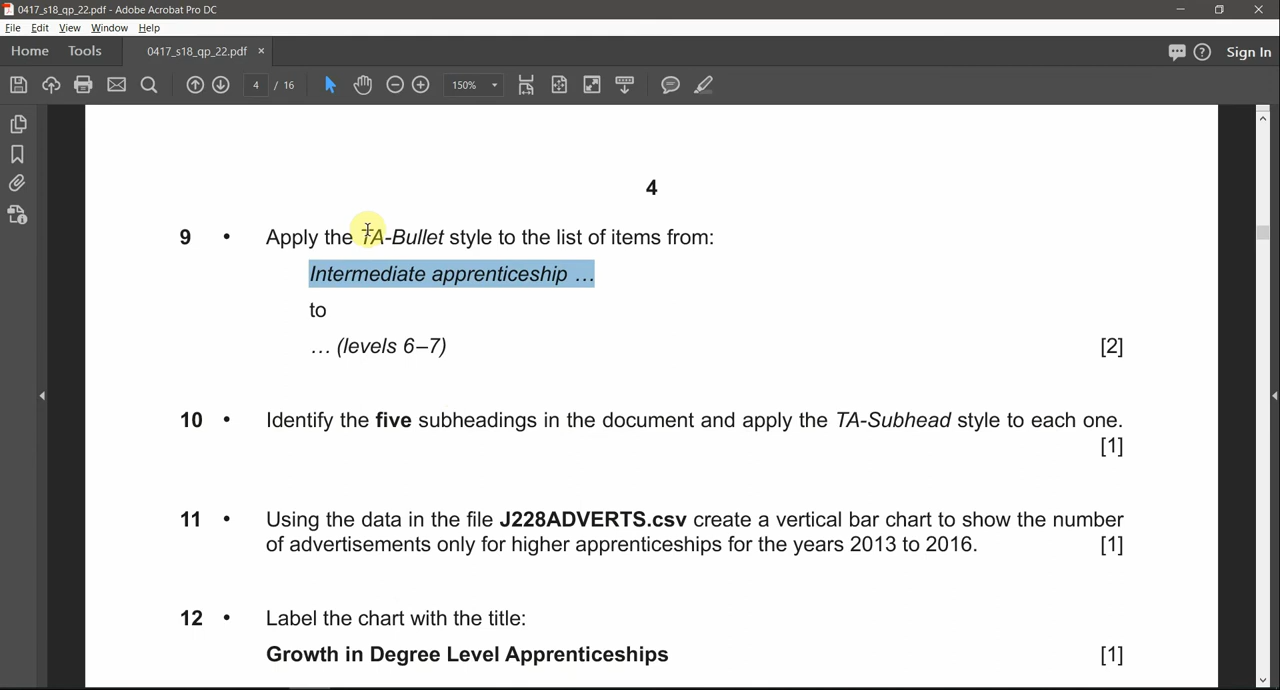 0417_s18_qp_22.pdf - Adobe Acrobat Pro DC
File Edit View Window Help
Home Tools 0417_s18_qp_22.pdf × Sign In
4 / 16 150%
4
9 • Apply the TA-Bullet style to the list of items from:
Intermediate apprenticeship …
to
… (levels 6–7) [2]
10 • Identify the five subheadings in the document and apply the TA-Subhead style to each one.
[1]
11 • Using the data in the file J228ADVERTS.csv create a vertical bar chart to show the number
of advertisements only for higher apprenticeships for the years 2013 to 2016. [1]
12 • Label the chart with the title:
Growth in Degree Level Apprenticeships [1]